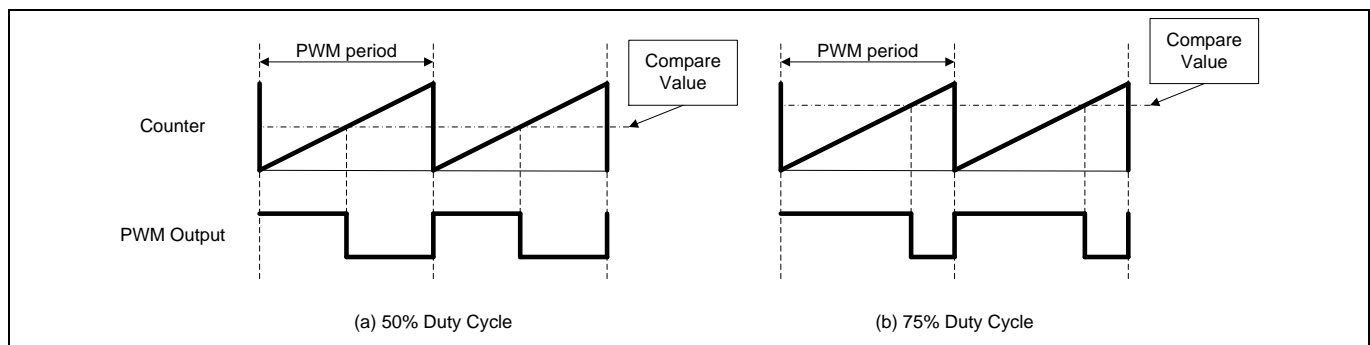 PWM period
Compare
Value
PWM period
Compare
Value
Counter
PWM Output
(a) 50% Duty Cycle
(b) 75% Duty Cycle